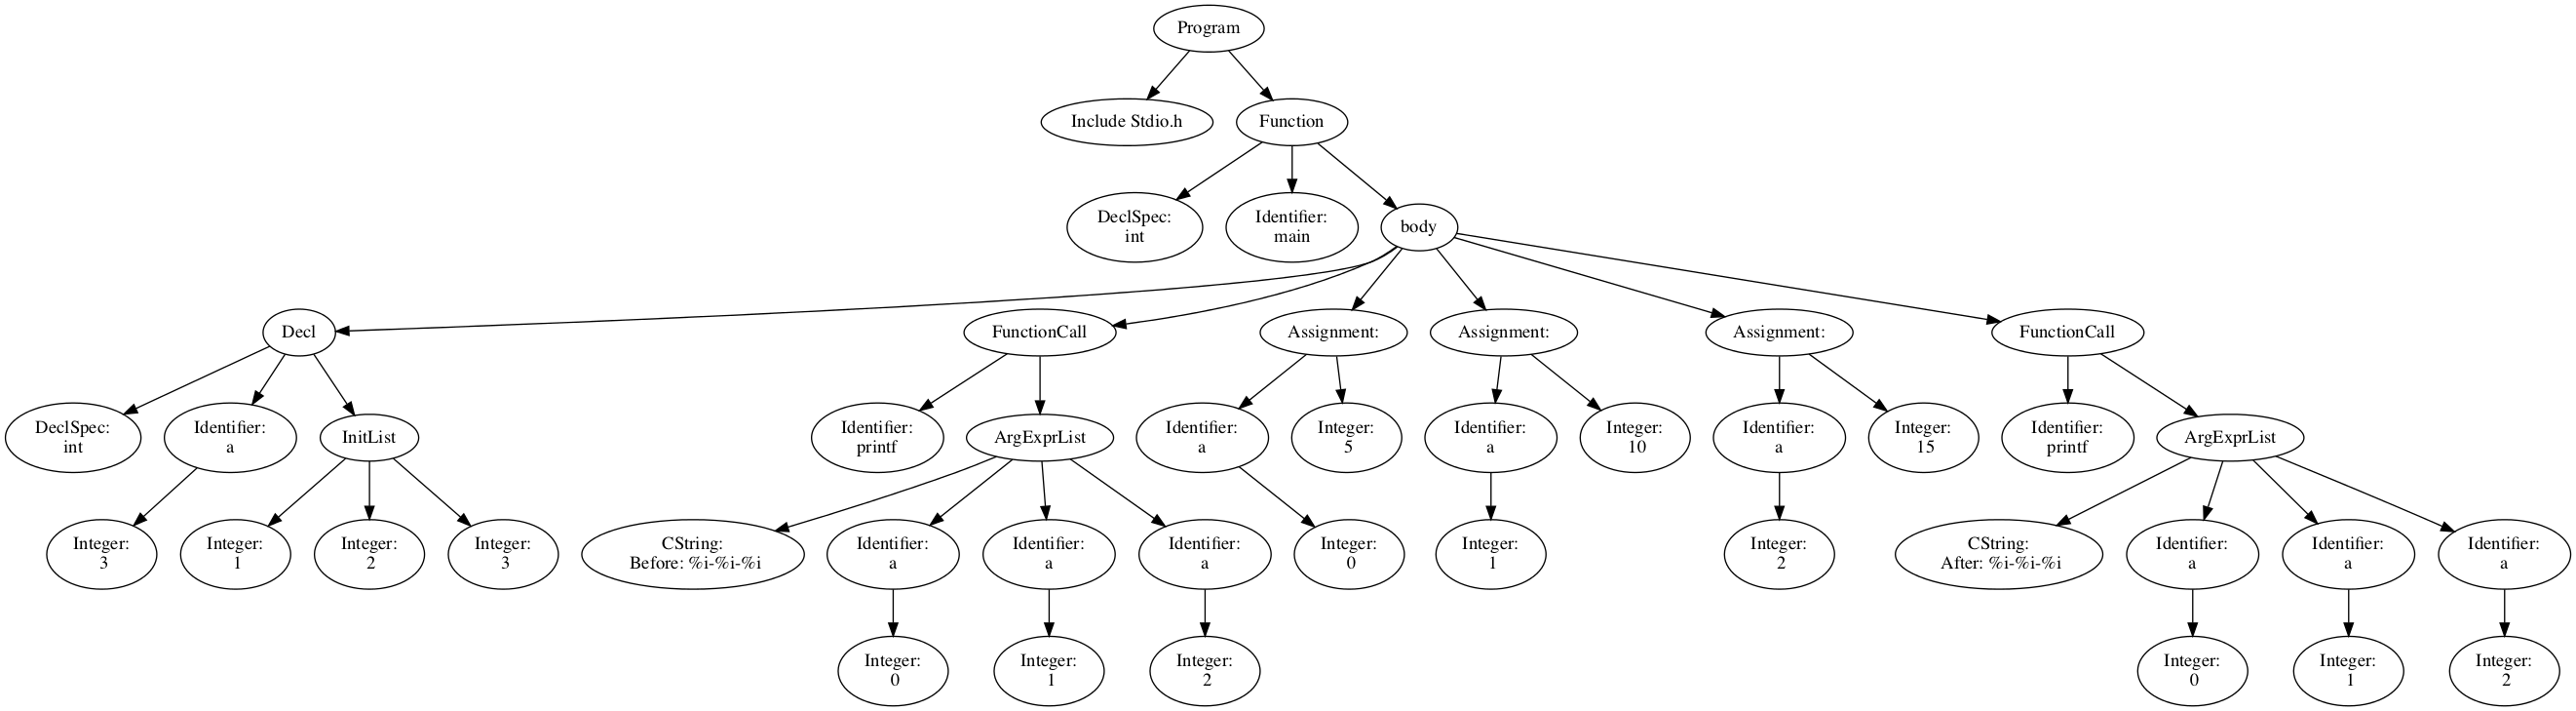 Program
Include Stdio.h
Function
DeclSpec:
int
Identifier:
main
body
Decl
FunctionCall
Assignment:
Assignment:
Assignment:
FunctionCall
DeclSpec:
int
Identifier:
a
InitList
Identifier:
printf
ArgExprList
Identifier:
a
Integer:
5
Identifier:
a
Integer:
10
Identifier:
a
Integer:
15
Identifier:
printf
ArgExprList
Integer:
3
Integer:
1
Integer:
2
Integer:
3
CString:
Before: %i-%i-%i
Identifier:
a
Identifier:
a
Identifier:
a
Integer:
0
Integer:
1
Integer:
2
CString:
After: %i-%i-%i
Identifier:
a
Identifier:
a
Identifier:
a
Integer:
0
Integer:
1
Integer:
2
Integer:
0
Integer:
1
Integer:
2